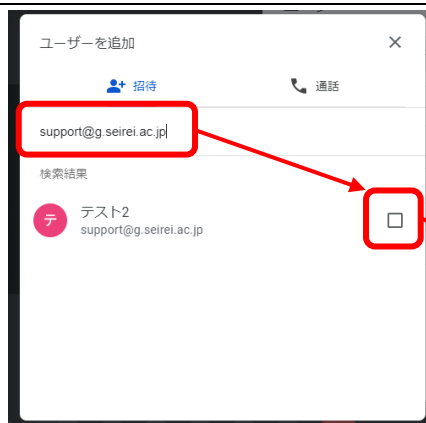 ユーザーを追加
招待
通話
support@g.seirei.ac.jp
検索結果
テ
テスト2
support@g.seirei.ac.jp